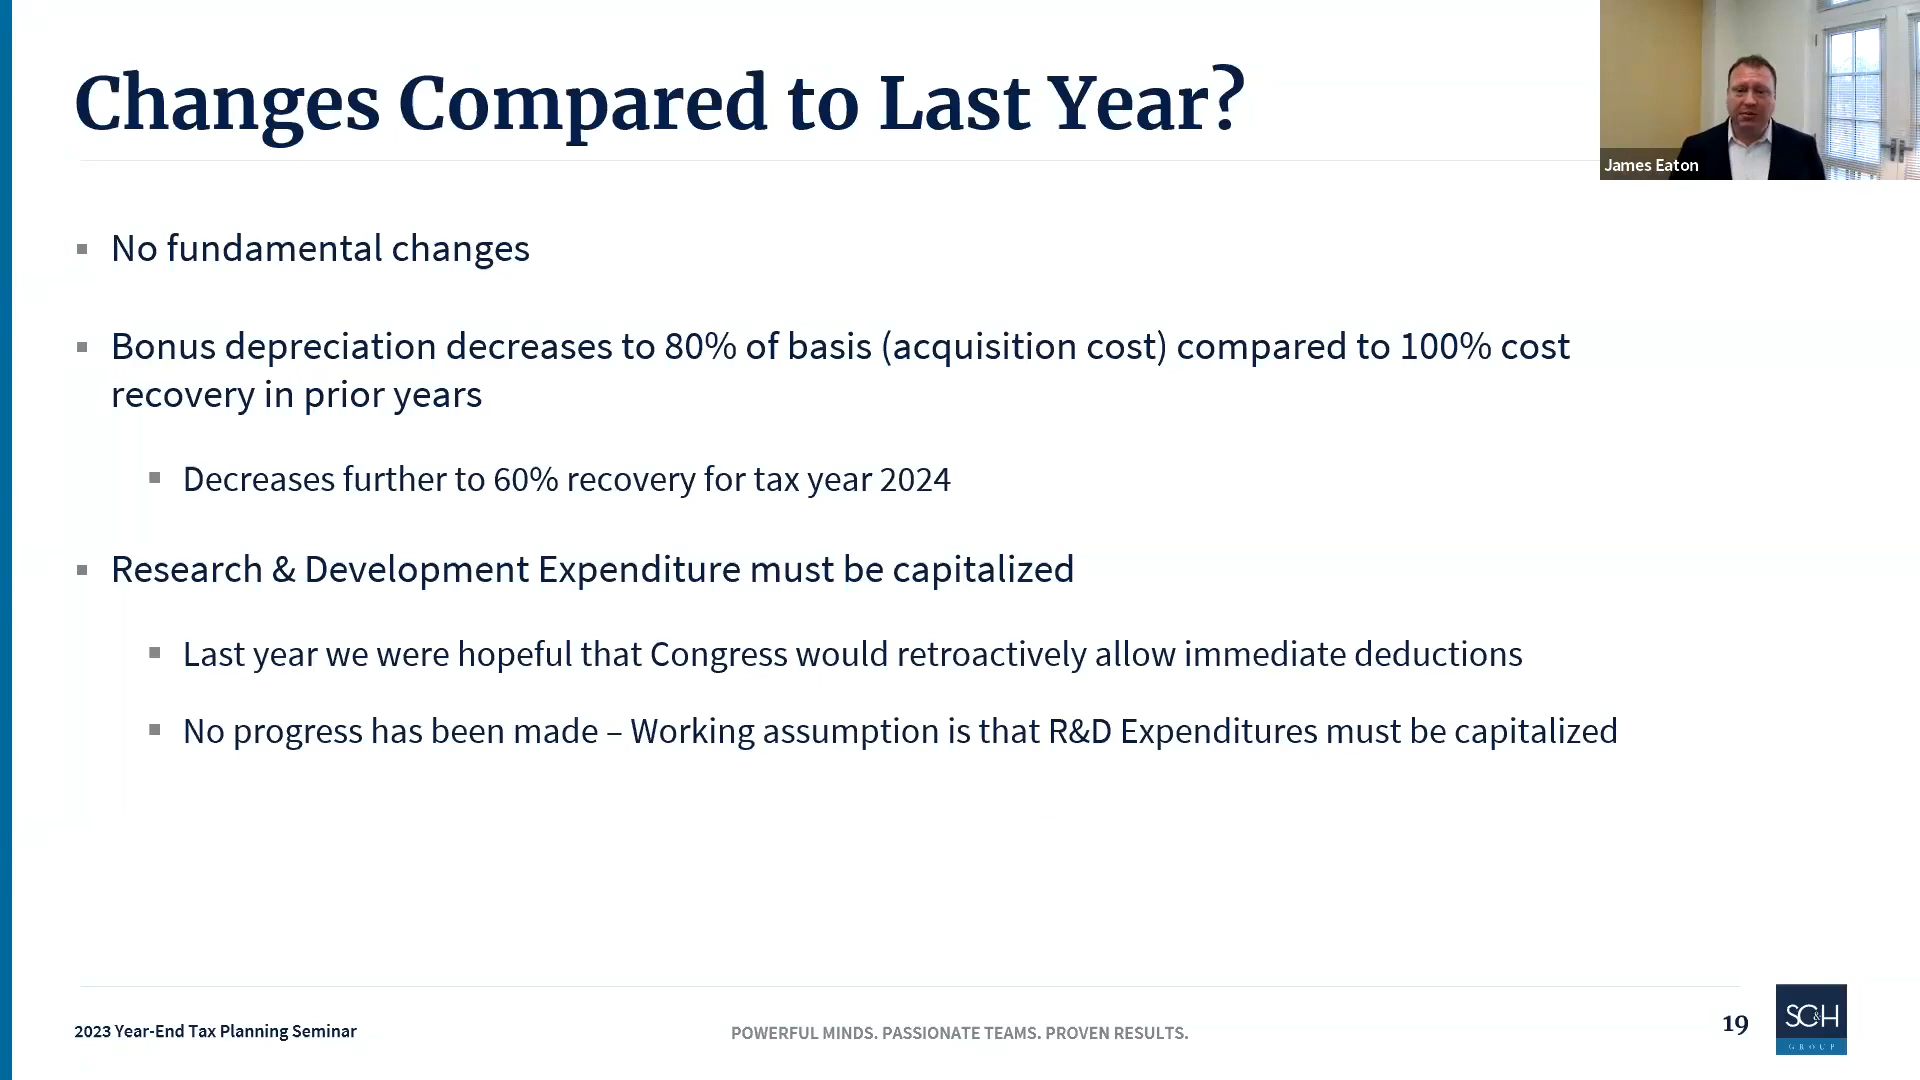 Changes Compared to Last Year?
James Eaton
No fundamental changes
Bonus depreciation decreases to 80% of basis (acquisition cost) compared to 100% cost
recovery in prior years
Decreases further to 60% recovery for tax year 2024
Research & Development Expenditure must be capitalized
Last year we were hopeful that Congress would retroactively allow immediate deductions
No progress has been made – Working assumption is that R&D Expenditures must be capitalized
2023 Year-End Tax Planning Seminar
POWERFUL MINDS. PASSIONATE TEAMS. PROVEN RESULTS.
19
SC&H
GROUP